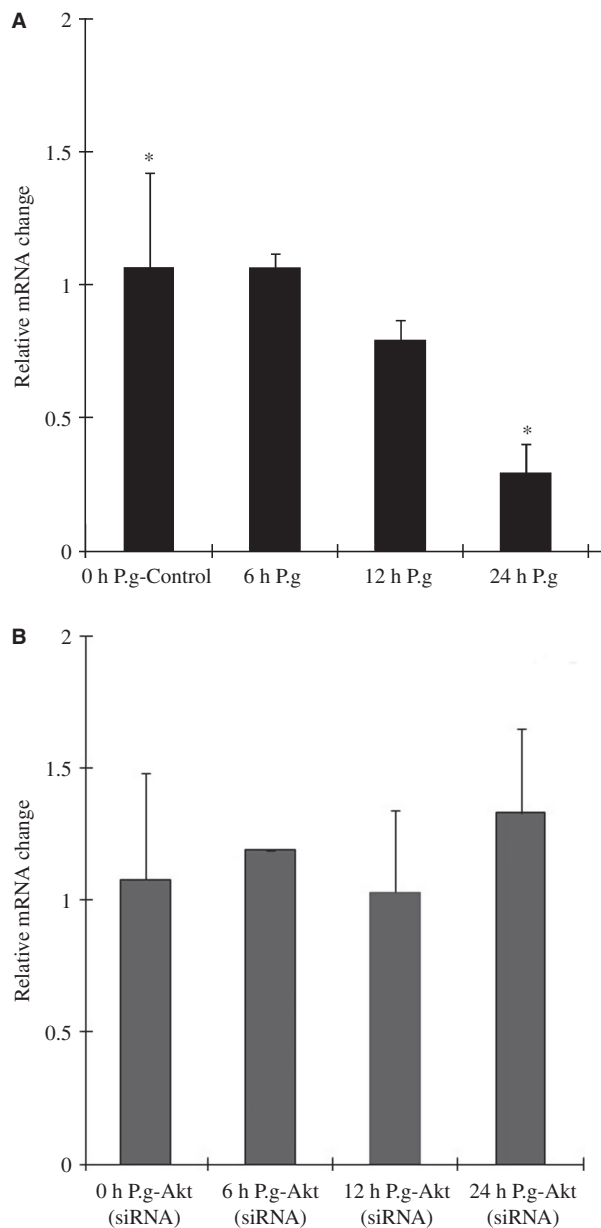 A
2
1.5
1
0.5
0
Relative mRNA change
*
*
0 h P.g-Control 6 h P.g 12 h P.g 24 h P.g
B
2
1.5
1
0.5
0
Relative mRNA change
0 h P.g-Akt 6 h P.g-Akt 12 h P.g-Akt 24 h P.g-Akt
(siRNA) (siRNA) (siRNA) (siRNA)